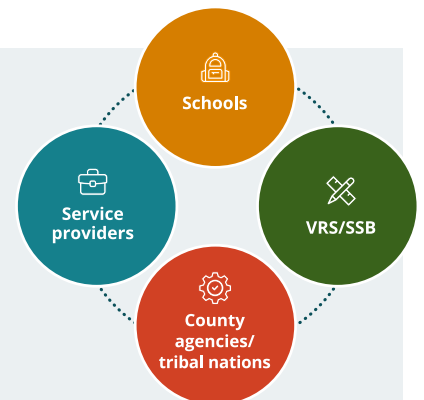 Schools
Service
providers
VRS/SSB
County
agencies/
tribal nations